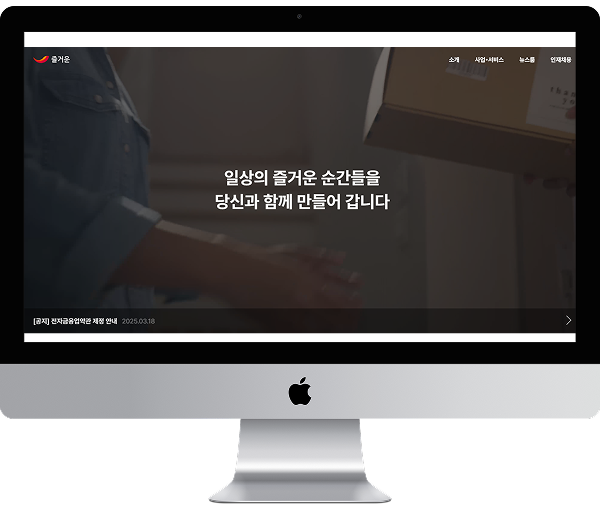 즐거운
소개 사업·서비스 뉴스룸 인재채용
일상의 즐거운 순간들을
당신과 함께 만들어 갑니다
[공지] 전자금융업약관 제정 안내 2025.03.18